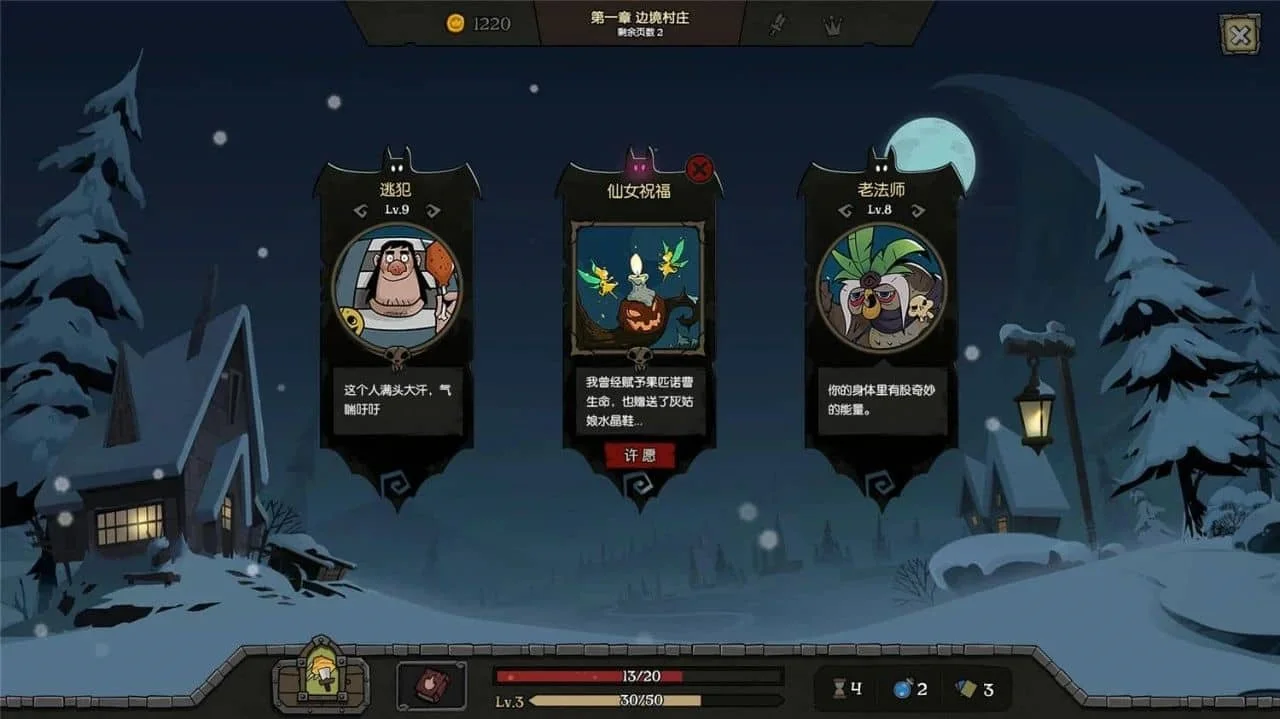 1220
第一章 边境村庄
剩余页数 2
逃犯
Lv.9
这个人满头大汗，气
喘吁吁
仙女祝福
我曾经赋予果匹诺曹
生命，也赠送了灰姑
娘水晶鞋...
许愿
老法师
Lv.8
你的身体里有股奇妙
的能量。
13/20
Lv.3
30/50
4
2
3